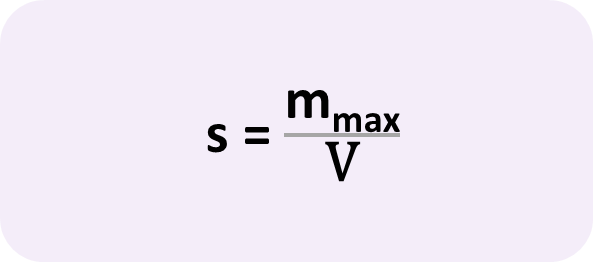 s = m_max / V